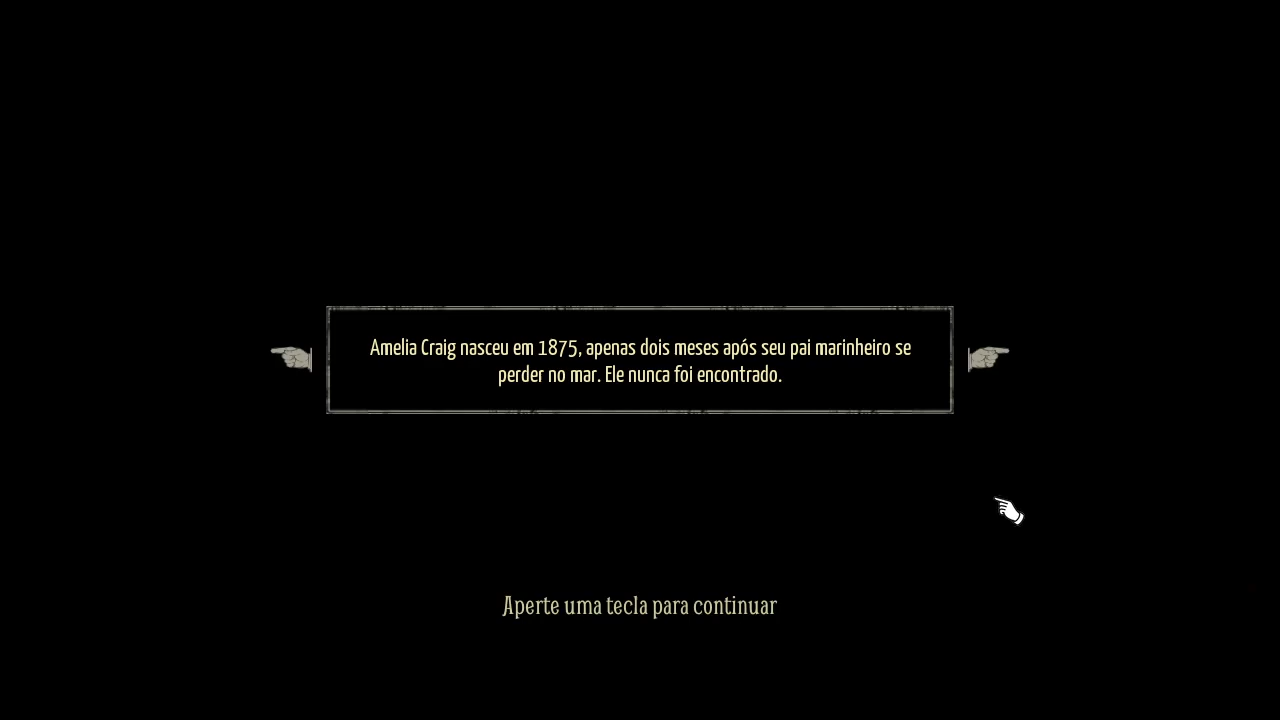 Amelia Craig nasceu em 1875, apenas dois meses após seu pai marinheiro se
perder no mar. Ele nunca foi encontrado.
Aperte uma tecla para continuar